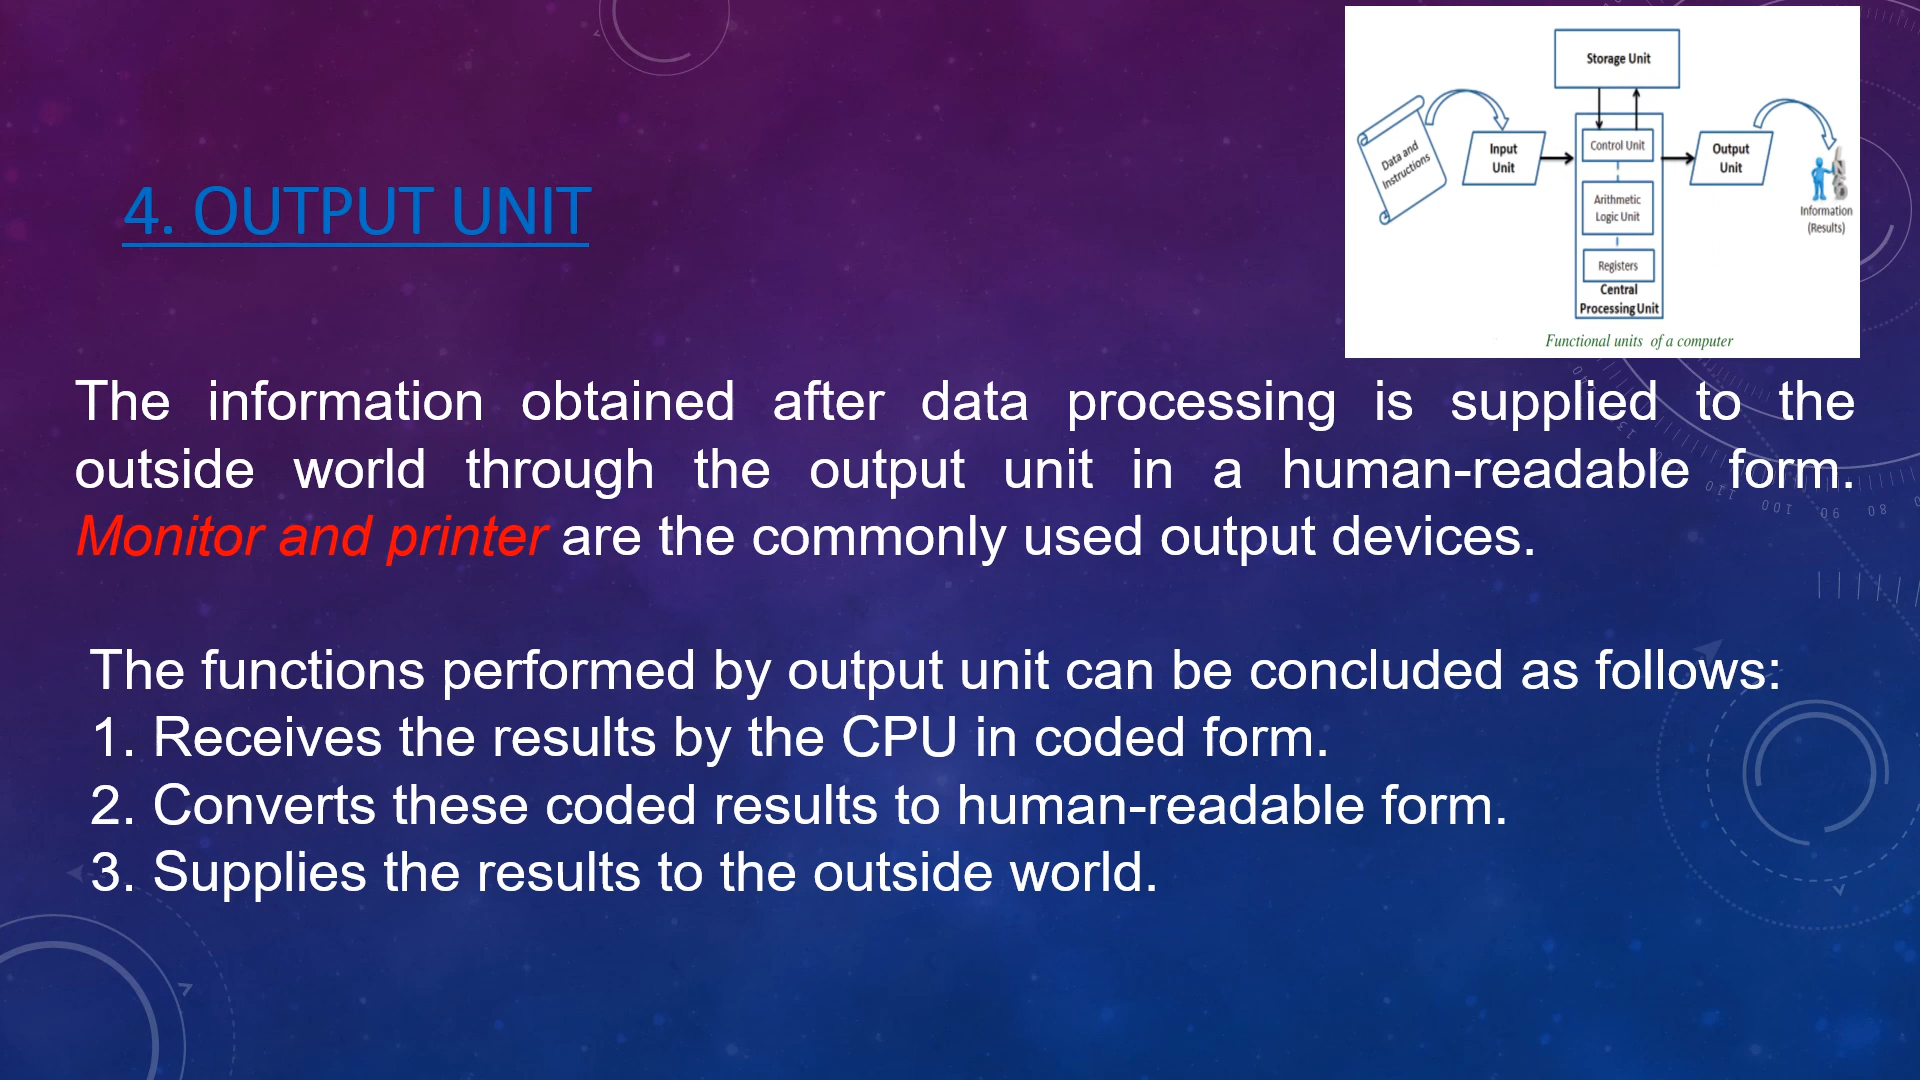 Storage Unit
Data and
Instructions
Input
Unit
Control Unit
Arithmetic
Logic Unit
Registers
Central
Processing Unit
Output
Unit
Information
(Results)
Functional units of a computer
4. OUTPUT UNIT
The information obtained after data processing is supplied to the
outside world through the output unit in a human-readable form.
Monitor and printer are the commonly used output devices.
The functions performed by output unit can be concluded as follows:
1. Receives the results by the CPU in coded form.
2. Converts these coded results to human-readable form.
3. Supplies the results to the outside world.